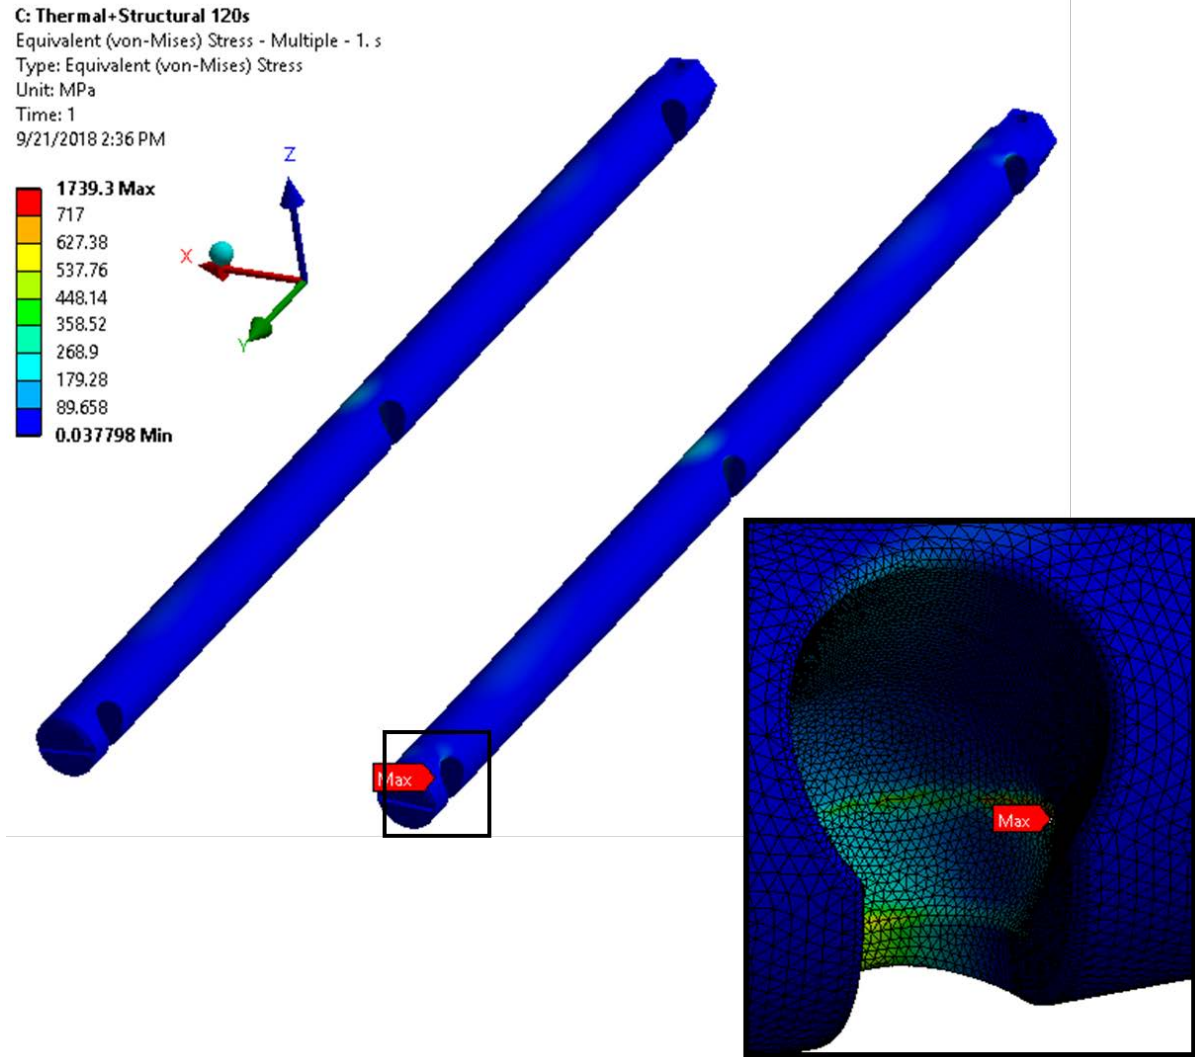 C: Thermal+Structural 120s
Equivalent (von-Mises) Stress - Multiple - 1. s
Type: Equivalent (von-Mises) Stress
Unit: MPa
Time: 1
9/21/2018 2:36 PM
1739.3 Max
717
627.38
537.76
448.14
358.52
268.9
179.28
89.658
0.037798 Min
Z
X
Y
Max
Max